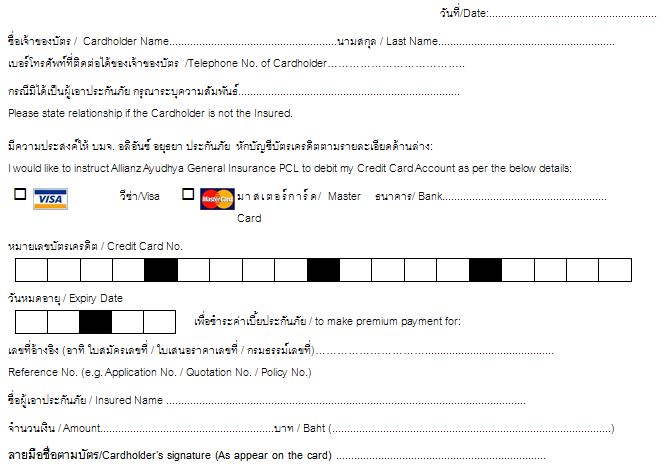 วันที่/Date:..........................................................
ชื่อเจ้าของบัตร / Cardholder Name..........................................................นามสกุล / Last Name.............................................................
เบอร์โทรศัพท์ที่ติดต่อได้ของเจ้าของบัตร /Telephone No. of Cardholder…………………………………..
กรณีมิได้เป็นผู้เอาประกันภัย กรุณาระบุความสัมพันธ์.............................................................................
Please state relationship if the Cardholder is not the Insured.
มีความประสงค์ให้ บมจ. อลิอันซ์ อยุธยา ประกันภัย หักบัญชีบัตรเครดิตตามรายละเอียดด้านล่าง:
I would like to instruct Allianz Ayudhya General Insurance PCL to debit my Credit Card Account as per the below details:
VISA วีซ่า/Visa MasterCard มาสเตอร์การ์ด/ Master Card ธนาคาร/ Bank.........................................................
หมายเลขบัตรเครดิต / Credit Card No.
วันหมดอายุ / Expiry Date
เพื่อชำระค่าเบี้ยประกันภัย / to make premium payment for:
เลขที่อ้างอิง (อาทิ ใบสมัครเลขที่ / ใบเสนอราคาเลขที่ / กรมธรรม์เลขที่)……………………………...............................................
Reference No. (e.g. Application No. / Quotation No. / Policy No.)
ชื่อผู้เอาประกันภัย / Insured Name ............................................................................................................................
จำนวนเงิน / Amount............................................................บาท / Baht (.................................................................................................)
ลายมือชื่อตามบัตร/Cardholder's signature (As appear on the card) .........................................................................